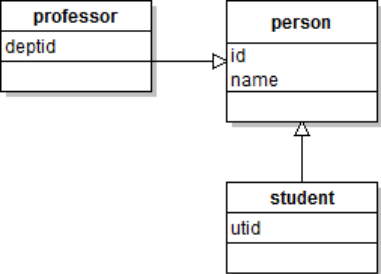 professor
deptid
person
id
name
student
utid